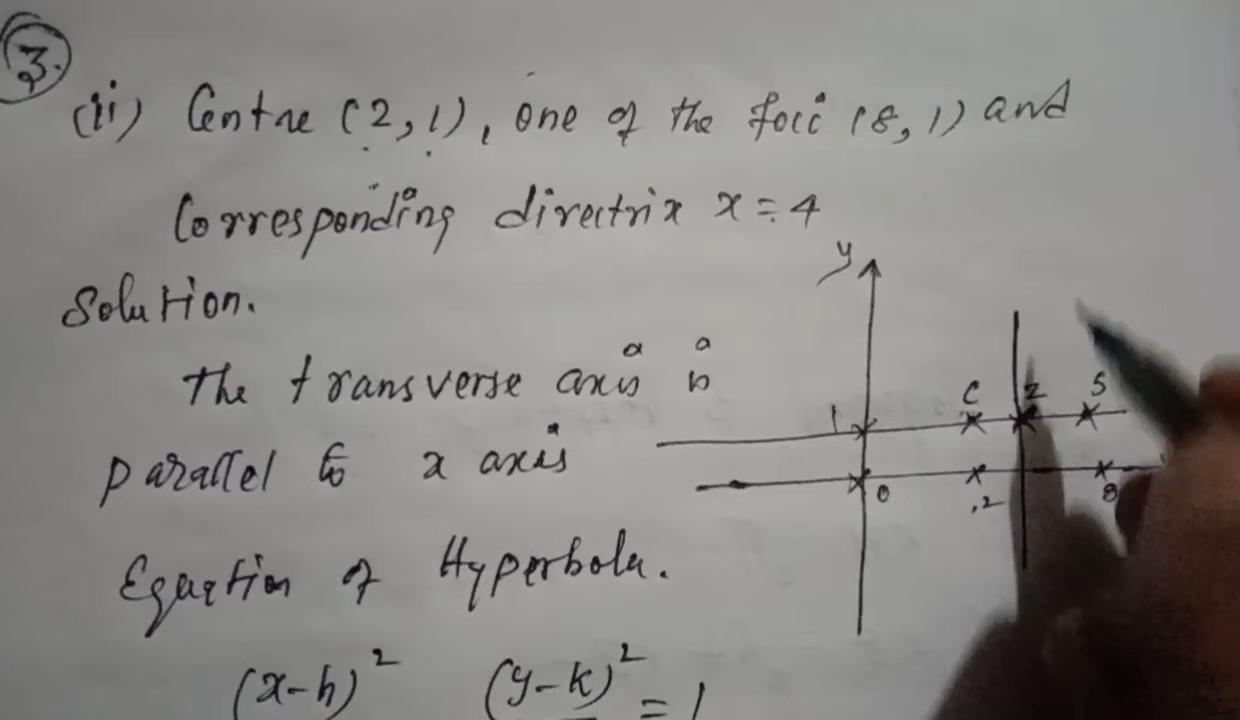 3.
(ii) Centre (2,1), one of the foci (8,1) and
Corresponding directrix x = 4
Solution.
The transverse axis is
parallel to x axis
Equation of Hyperbola.
(x-h)² (y-k)² = 1
y
1 C Z S
0 2 8